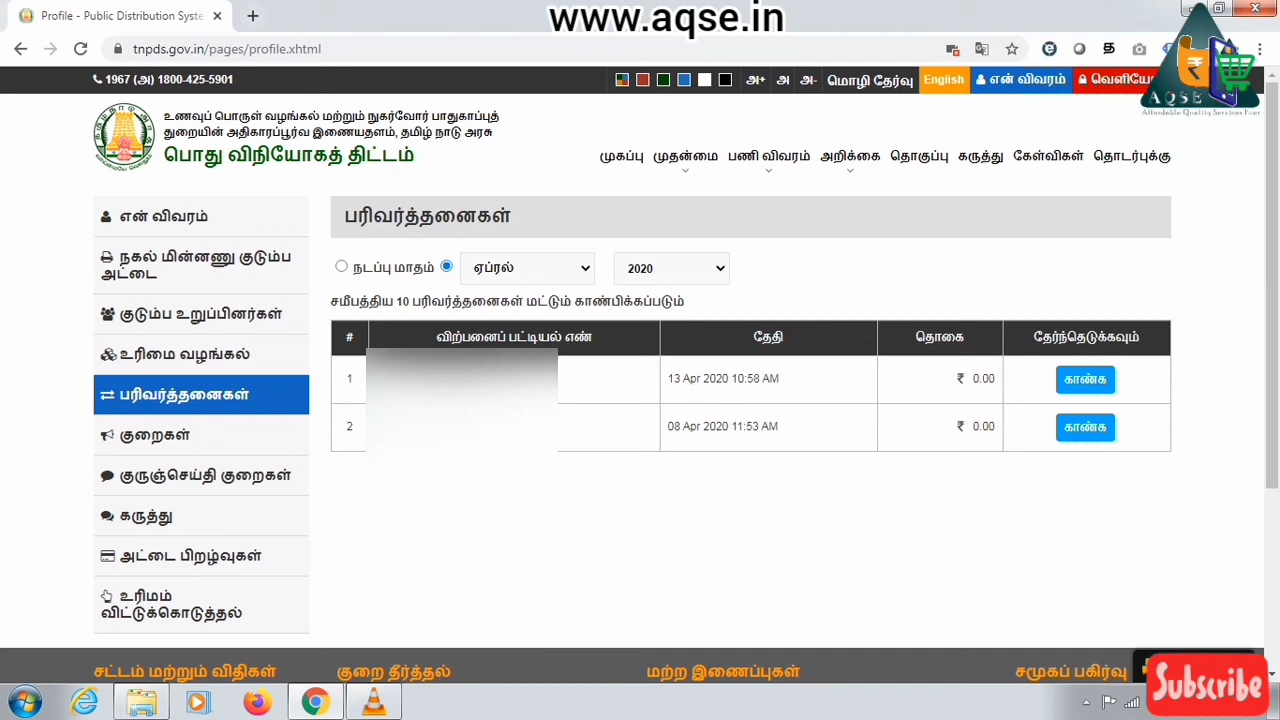 www.aqse.in
Profile - Public Distribution Syste
tnpds.gov.in/pages/profile.xhtml
1967 (அ) 1800-425-5901
அ+ அ அ- மொழி தேர்வு English என் விவரம் வெளியே
AQSE
Affordable Quality Services Ever
உணவுப் பொருள் வழங்கல் மற்றும் நுகர்வோர் பாதுகாப்புத்
துறையின் அதிகாரப்பூர்வ இணையதளம், தமிழ் நாடு அரசு
பொது விநியோகத் திட்டம்
முகப்பு முதன்மை பணி விவரம் அறிக்கை தொகுப்பு கருத்து கேள்விகள் தொடர்புக்கு
என் விவரம்
நகல் மின்னணு குடும்ப
அட்டை
குடும்ப உறுப்பினர்கள்
உரிமை வழங்கல்
பரிவர்த்தனைகள்
குறைகள்
குருஞ்செய்தி குறைகள்
கருத்து
அட்டை பிறழ்வுகள்
உரிமம்
விட்டுக்கொடுத்தல்
பரிவர்த்தனைகள்
நடப்பு மாதம் ஏப்ரல் 2020
சமீபத்திய 10 பரிவர்த்தனைகள் மட்டும் காண்பிக்கப்படும்
# விற்பனைப் பட்டியல் எண் தேதி தொகை தேர்ந்தெடுக்கவும்
1 13 Apr 2020 10:58 AM ₹ 0.00 காண்க
2 08 Apr 2020 11:53 AM ₹ 0.00 காண்க
சட்டம் மற்றும் விதிகள் குறை தீர்த்தல் மற்ற இணைப்புகள் சமூகப் பகிர்வு
Subscribe